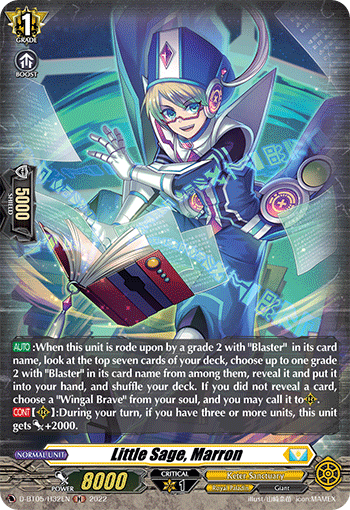 1
GRADE
BOOST
5000
SHIELD
AUTO :When this unit is rode upon by a grade 2 with "Blaster" in its card
name, look at the top seven cards of your deck, choose up to one grade
2 with "Blaster" in its card name from among them, reveal it and put it
into your hand, and shuffle your deck. If you did not reveal a card,
choose a "Wingal Brave" from your soul, and you may call it to .
CONT [ ]:During your turn, if you have three or more units, this unit
gets +2000.
NORMAL UNIT
Little Sage, Marron
POWER 8000
CRITICAL
1
Keter Sanctuary
Royal Paladin
Giant
D-BT05/H32EN 2022